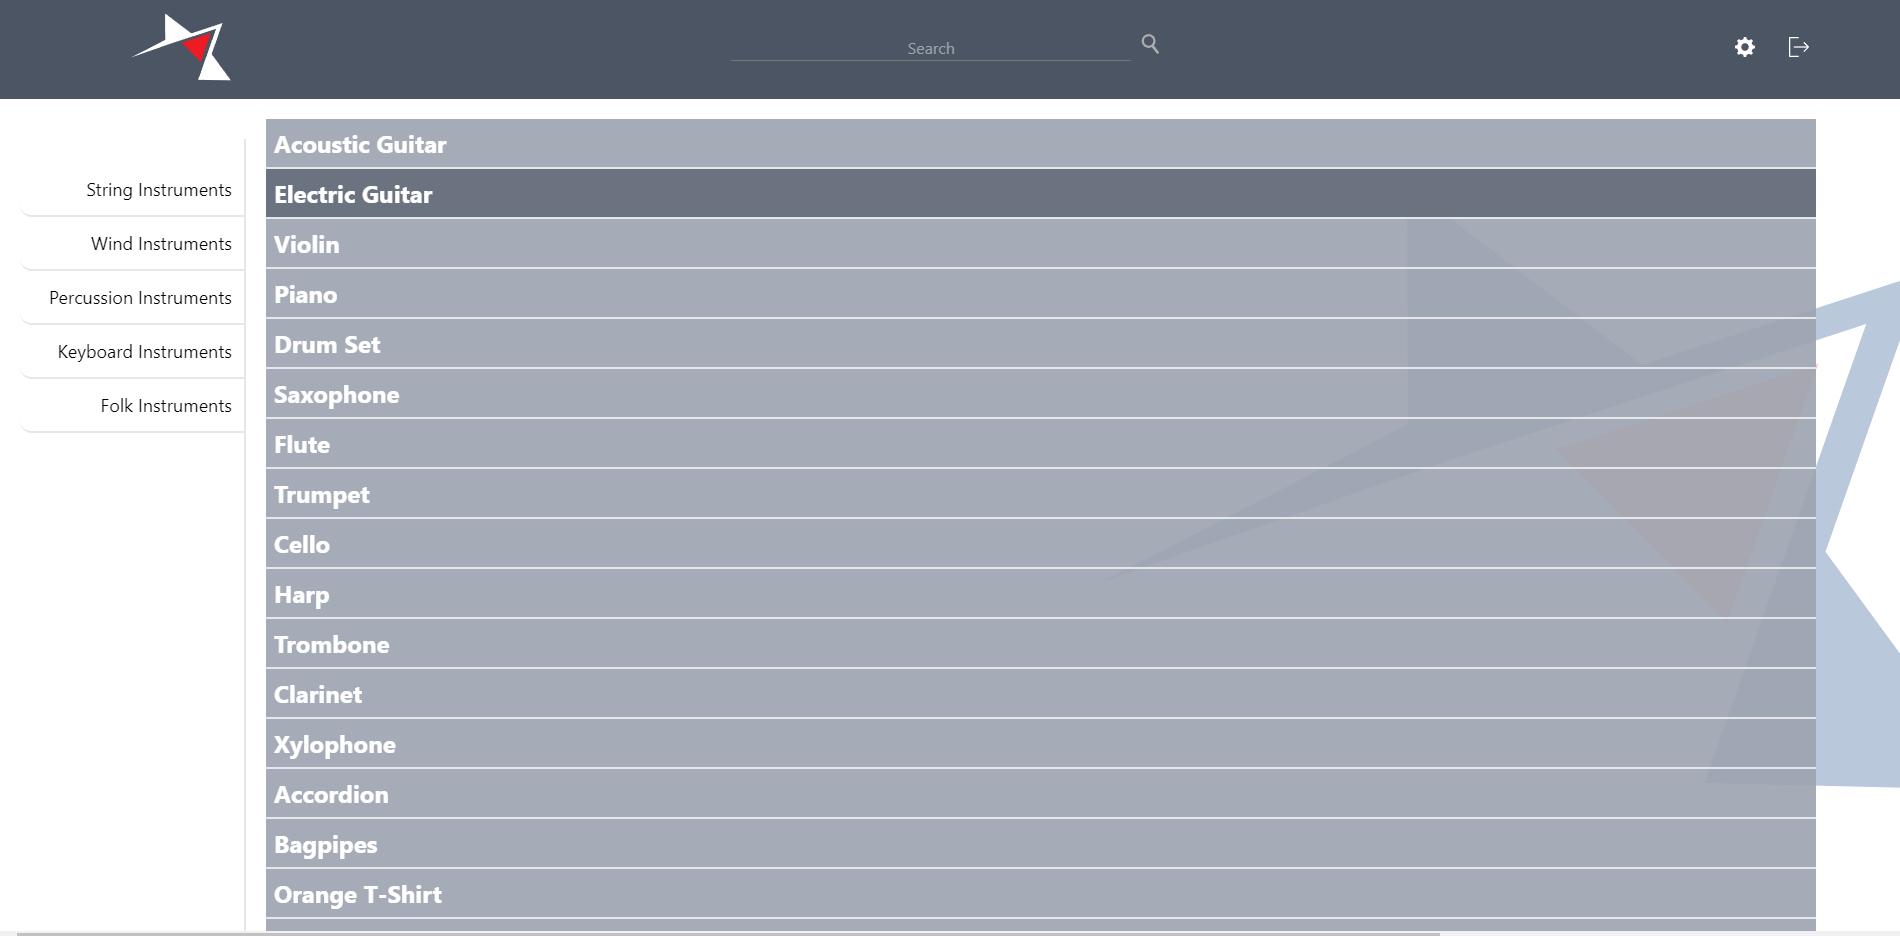 Search
String Instruments
Wind Instruments
Percussion Instruments
Keyboard Instruments
Folk Instruments
Acoustic Guitar
Electric Guitar
Violin
Piano
Drum Set
Saxophone
Flute
Trumpet
Cello
Harp
Trombone
Clarinet
Xylophone
Accordion
Bagpipes
Orange T-Shirt